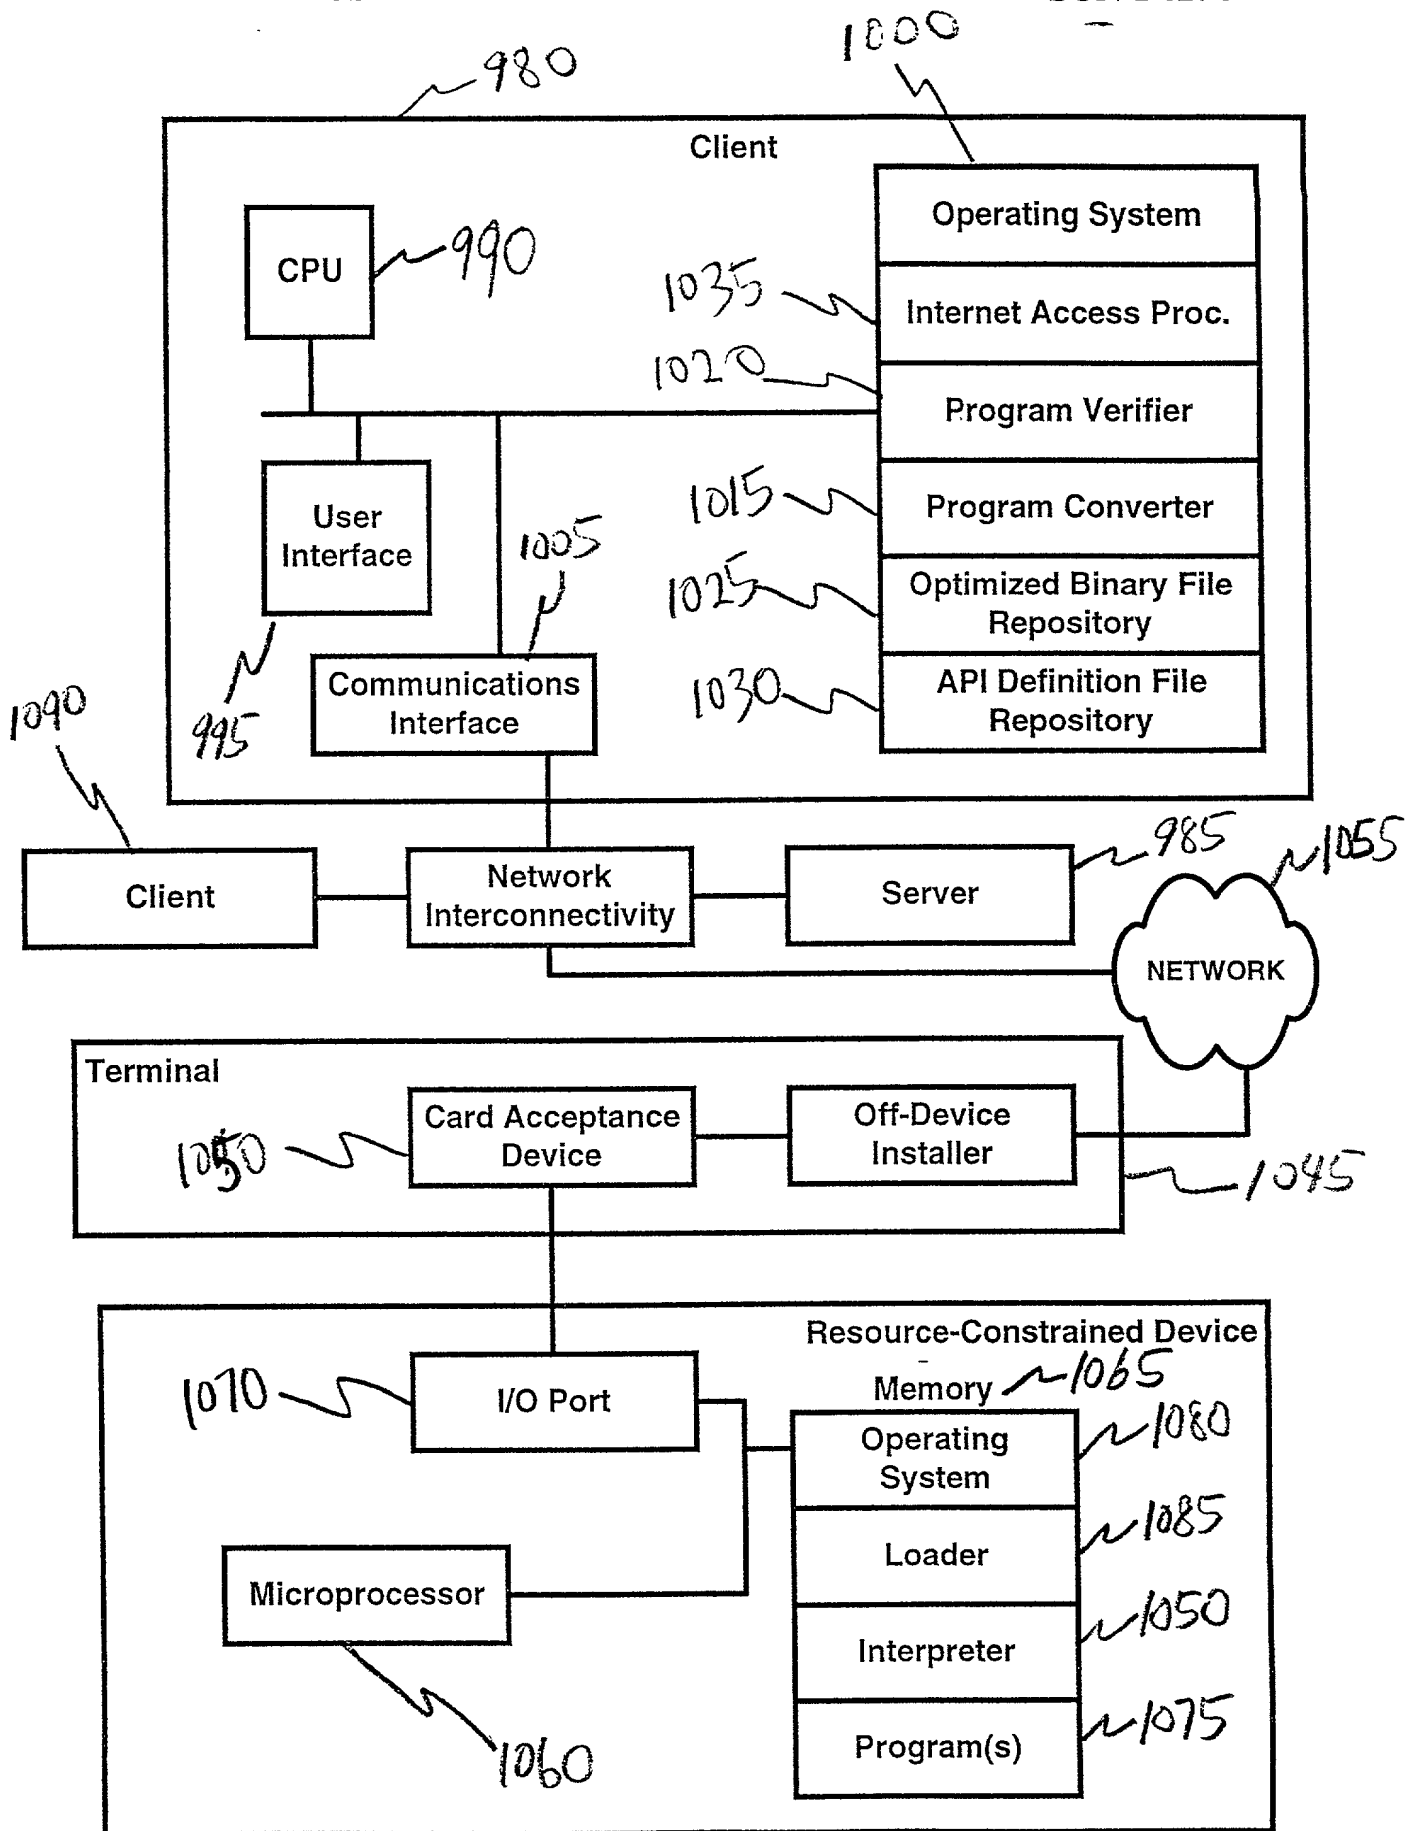 1000
980
Client
Operating System
CPU
990
1035
Internet Access Proc.
1020
Program Verifier
1015
Program Converter
User
Interface
1005
1025
Optimized Binary File
Repository
Communications
Interface
1030
API Definition File
Repository
995
1090
Client
Network
Interconnectivity
Server
985
1055
NETWORK
Terminal
Card Acceptance
Device
Off-Device
Installer
1045
Resource-Constrained Device
Memory
1065
1070
I/O Port
Operating
System
1080
Loader
1085
Microprocessor
Interpreter
1050
Program(s)
1075
1060